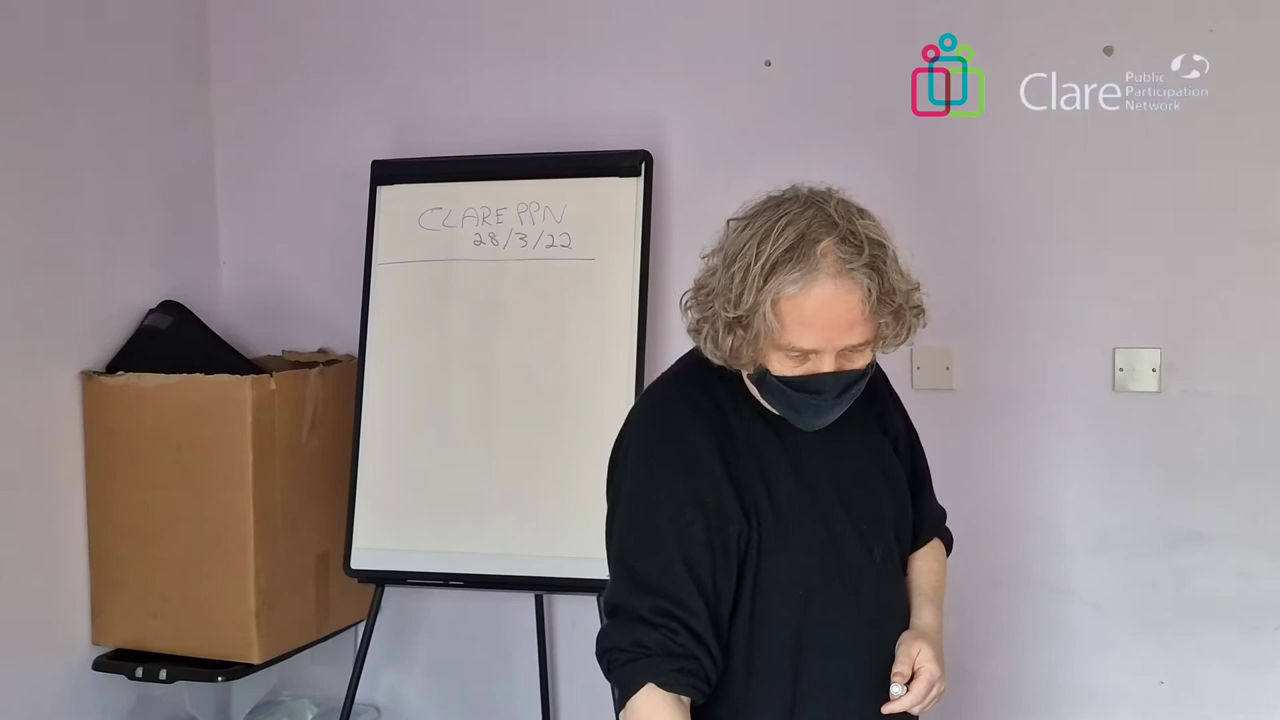 CLARE PPN
28/3/22
Clare Public
Participation
Network